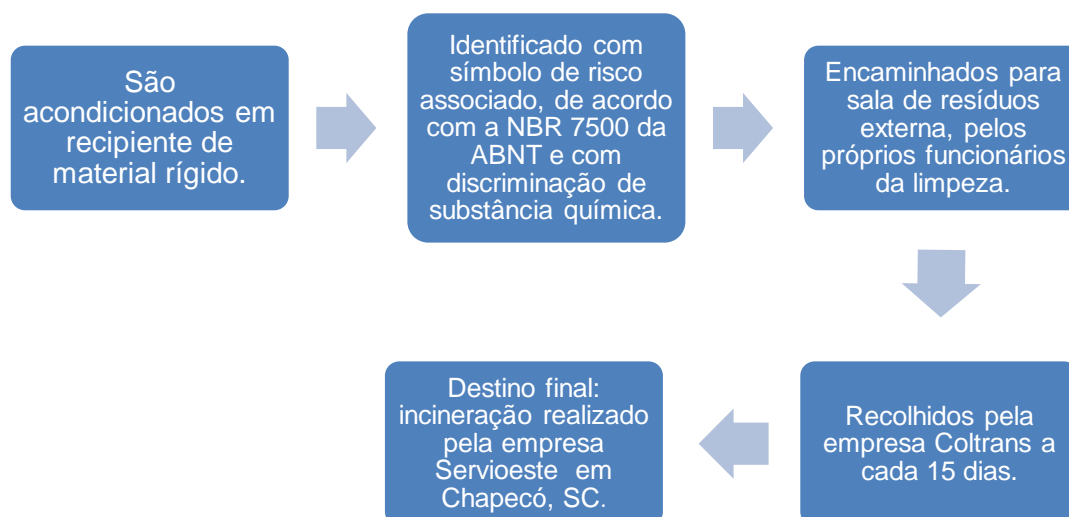 São
acondicionados em
recipiente de
material rígido.
Identificado com
símbolo de risco
associado, de acordo
com a NBR 7500 da
ABNT e com
discriminação de
substância química.
Encaminhados para
sala de resíduos
externa, pelos
próprios funcionários
da limpeza.
Recolhidos pela
empresa Coltrans a
cada 15 dias.
Destino final:
incineração realizado
pela empresa
Servioeste em
Chapecó, SC.